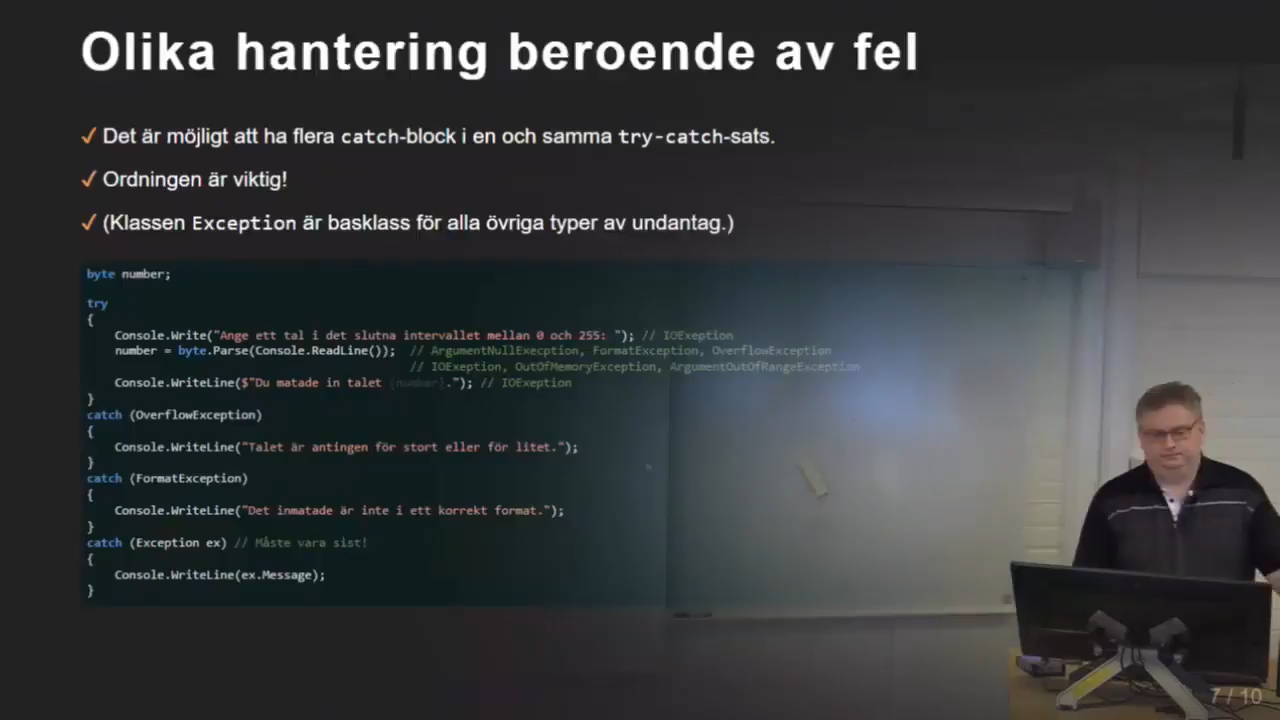 Olika hantering beroende av fel
✓ Det är möjligt att ha flera catch-block i en och samma try-catch-sats.
✓ Ordningen är viktig!
✓ (Klassen Exception är basklass för alla övriga typer av undantag.)
byte number;
try
{
Console.Write("Ange ett tal i det slutna intervallet mellan 0 och 255: "); // IOExeption
number = byte.Parse(Console.ReadLine()); // ArgumentNullExecption, FormatException, OverflowException
// IOExeption, OutOfMemoryException, ArgumentOutOfRangeException
Console.WriteLine($"Du matade in talet {number}."); // IOExeption
}
catch (OverflowException)
{
Console.WriteLine("Talet är antingen för stort eller för litet.");
}
catch (FormatException)
{
Console.WriteLine("Det inmatade är inte i ett korrekt format.");
}
catch (Exception ex) // Måste vara sist!
{
Console.WriteLine(ex.Message);
}
7 / 10